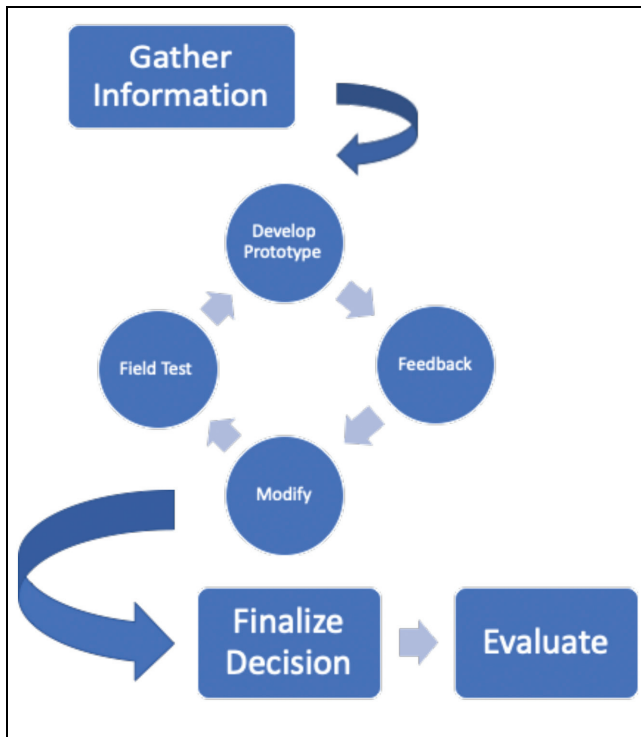 Gather
Information
Develop
Prototype
Feedback
Modify
Field Test
Finalize
Decision
Evaluate